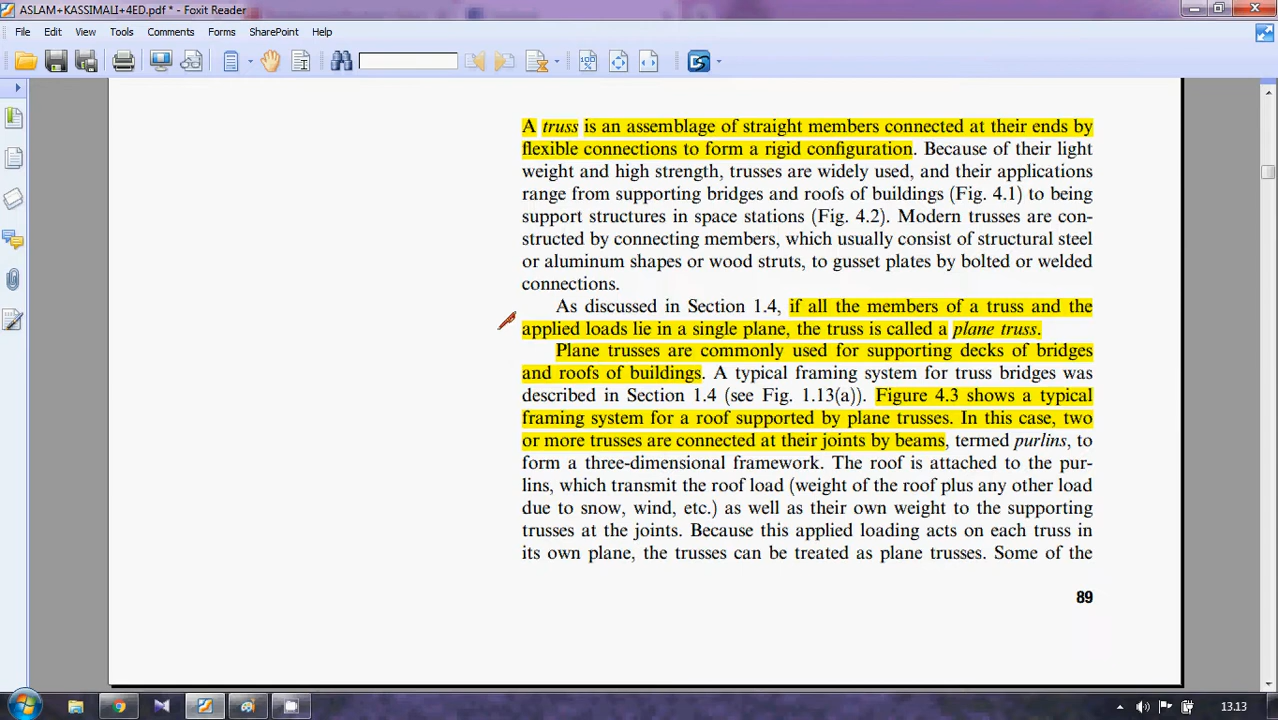 ASLAM+KASSIMALI+4ED.pdf * - Foxit Reader
File Edit View Tools Comments Forms SharePoint Help
A truss is an assemblage of straight members connected at their ends by
flexible connections to form a rigid configuration. Because of their light
weight and high strength, trusses are widely used, and their applications
range from supporting bridges and roofs of buildings (Fig. 4.1) to being
support structures in space stations (Fig. 4.2). Modern trusses are con-
structed by connecting members, which usually consist of structural steel
or aluminum shapes or wood struts, to gusset plates by bolted or welded
connections.
As discussed in Section 1.4, if all the members of a truss and the
applied loads lie in a single plane, the truss is called a plane truss.
Plane trusses are commonly used for supporting decks of bridges
and roofs of buildings. A typical framing system for truss bridges was
described in Section 1.4 (see Fig. 1.13(a)). Figure 4.3 shows a typical
framing system for a roof supported by plane trusses. In this case, two
or more trusses are connected at their joints by beams, termed purlins, to
form a three-dimensional framework. The roof is attached to the pur-
lins, which transmit the roof load (weight of the roof plus any other load
due to snow, wind, etc.) as well as their own weight to the supporting
trusses at the joints. Because this applied loading acts on each truss in
its own plane, the trusses can be treated as plane trusses. Some of the
89
13.13